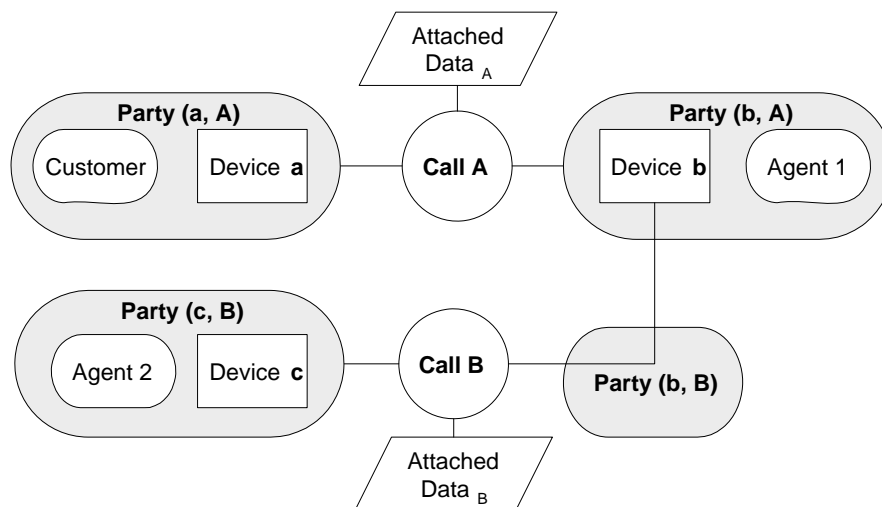 Attached
Data A
Party (a, A)
Customer
Device a
Call A
Party (b, A)
Device b
Agent 1
Party (c, B)
Agent 2
Device c
Call B
Party (b, B)
Attached
Data B